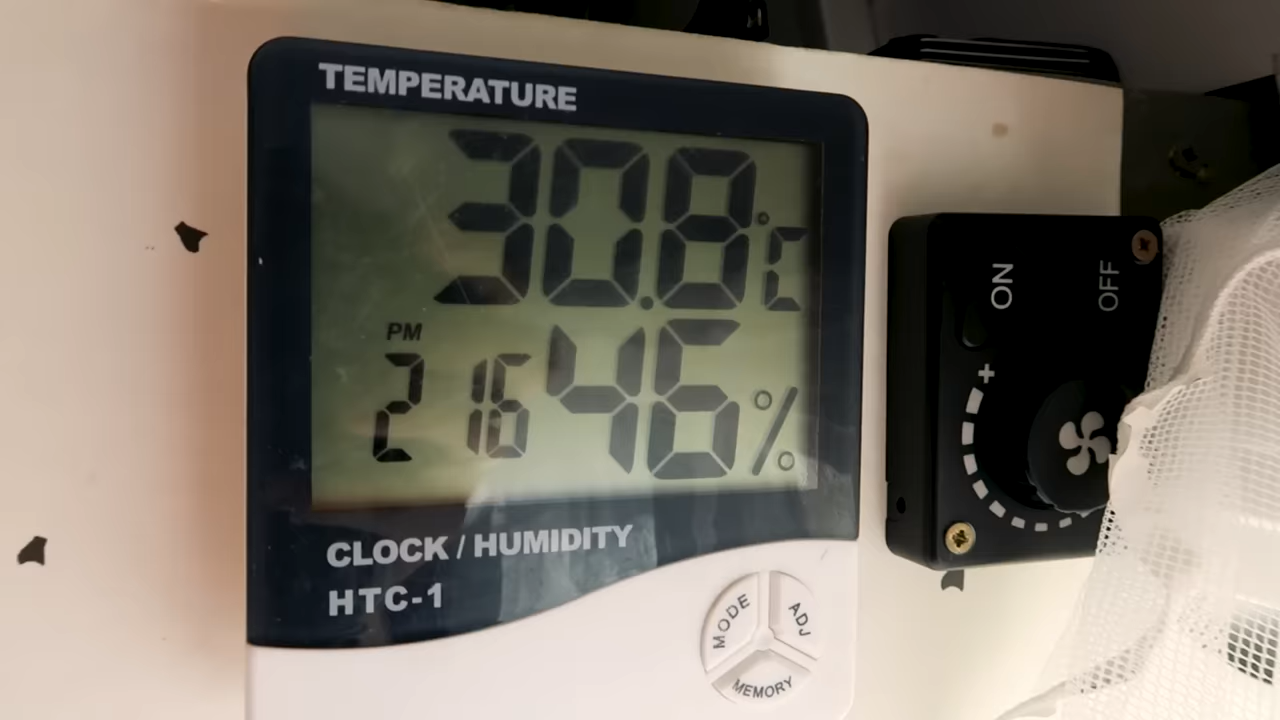 TEMPERATURE
30.8°C
PM
2 16
46%
CLOCK / HUMIDITY
HTC-1
MODE
ADJ
MEMORY
ON
OFF
+